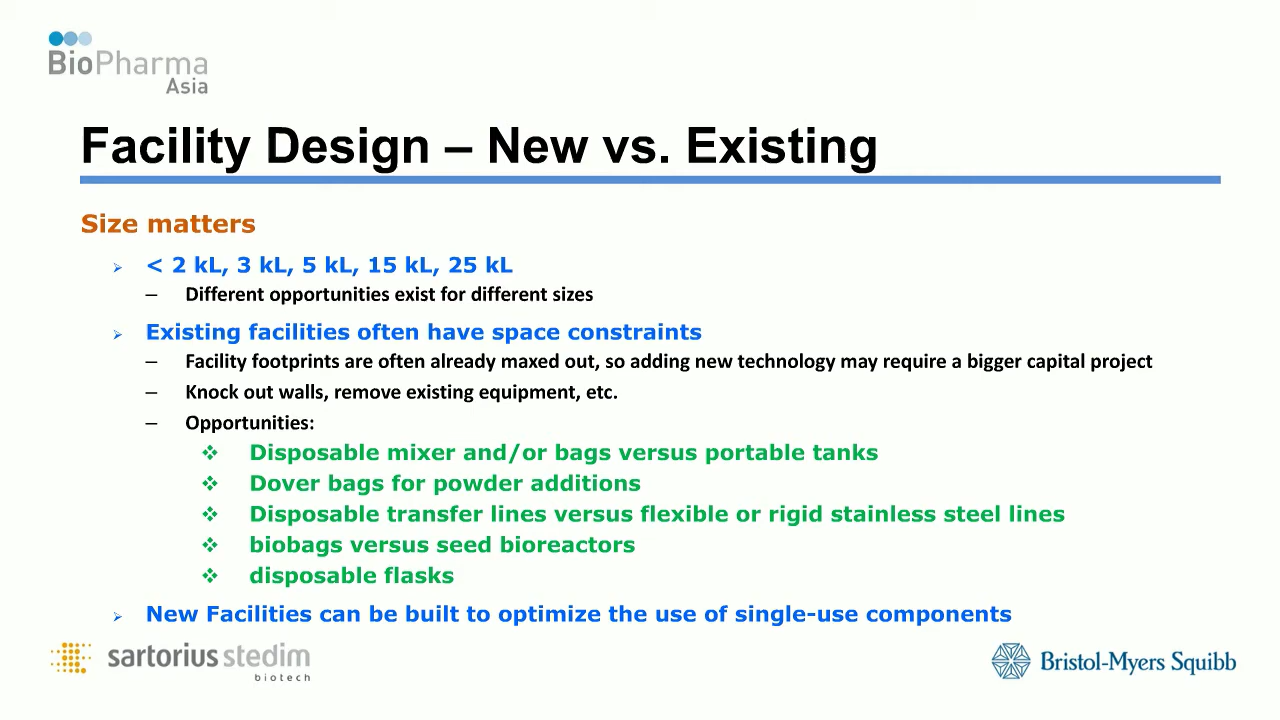 BioPharma
Asia
Facility Design – New vs. Existing
Size matters
➢ < 2 kL, 3 kL, 5 kL, 15 kL, 25 kL
– Different opportunities exist for different sizes
➢ Existing facilities often have space constraints
– Facility footprints are often already maxed out, so adding new technology may require a bigger capital project
– Knock out walls, remove existing equipment, etc.
– Opportunities:
❖ Disposable mixer and/or bags versus portable tanks
❖ Dover bags for powder additions
❖ Disposable transfer lines versus flexible or rigid stainless steel lines
❖ biobags versus seed bioreactors
❖ disposable flasks
➢ New Facilities can be built to optimize the use of single-use components
sartorius stedim
biotech
Bristol-Myers Squibb